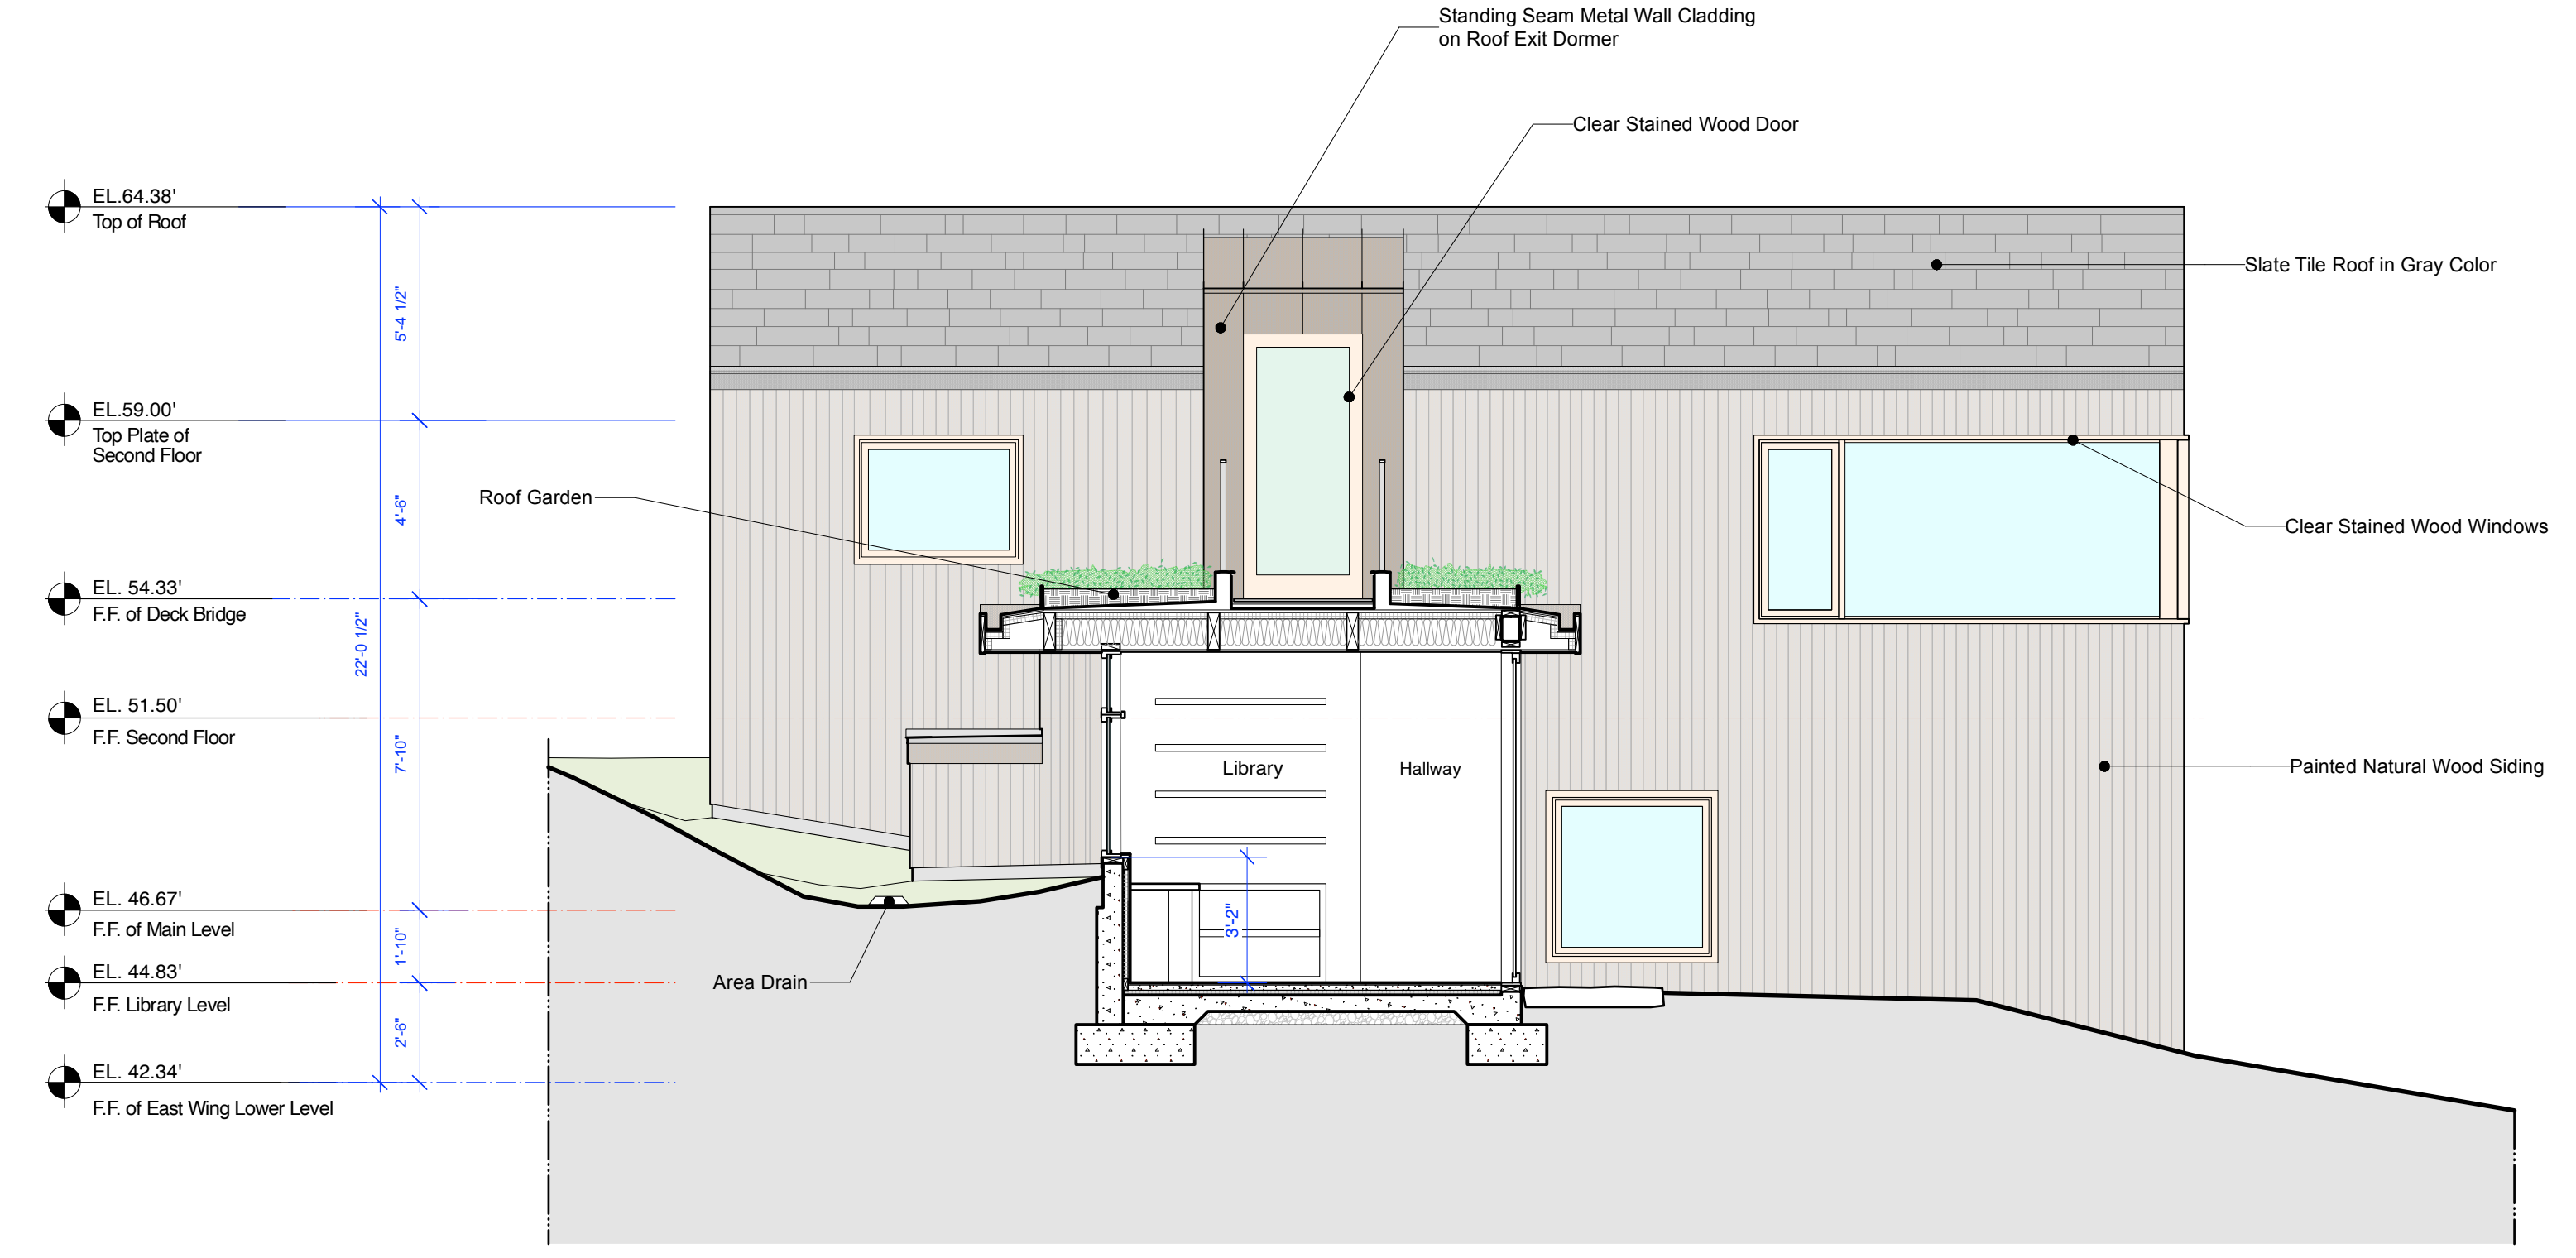 Standing Seam Metal Wall Cladding
on Roof Exit Dormer
Clear Stained Wood Door
EL.64.38'
Top of Roof
Slate Tile Roof in Gray Color
5'-4 1/2"
EL.59.00'
Top Plate of
Second Floor
Roof Garden
4'-6"
Clear Stained Wood Windows
EL. 54.33'
F.F. of Deck Bridge
22'-0 1/2"
EL. 51.50'
F.F. Second Floor
7'-10"
Library
Hallway
Painted Natural Wood Siding
EL. 46.67'
F.F. of Main Level
3'-2"
1'-10"
EL. 44.83'
F.F. Library Level
Area Drain
2'-6"
EL. 42.34'
F.F. of East Wing Lower Level